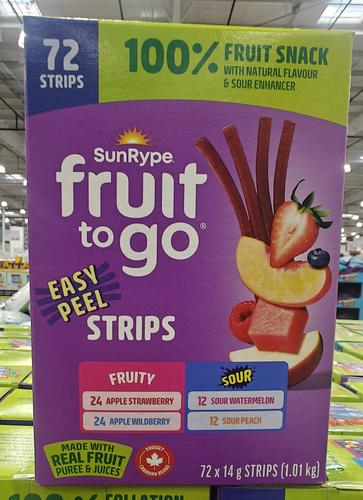 72
STRIPS
100% FRUIT SNACK
WITH NATURAL FLAVOUR
& SOUR ENHANCER
SunRype
fruit
to go®
EASY
PEEL
STRIPS
FRUITY
24 APPLE STRAWBERRY
24 APPLE WILDBERRY
SOUR
12 SOUR WATERMELON
12 SOUR PEACH
MADE WITH
REAL FRUIT
PUREE & JUICES
PROUDLY
72 x 14 g STRIPS (1.01 kg)